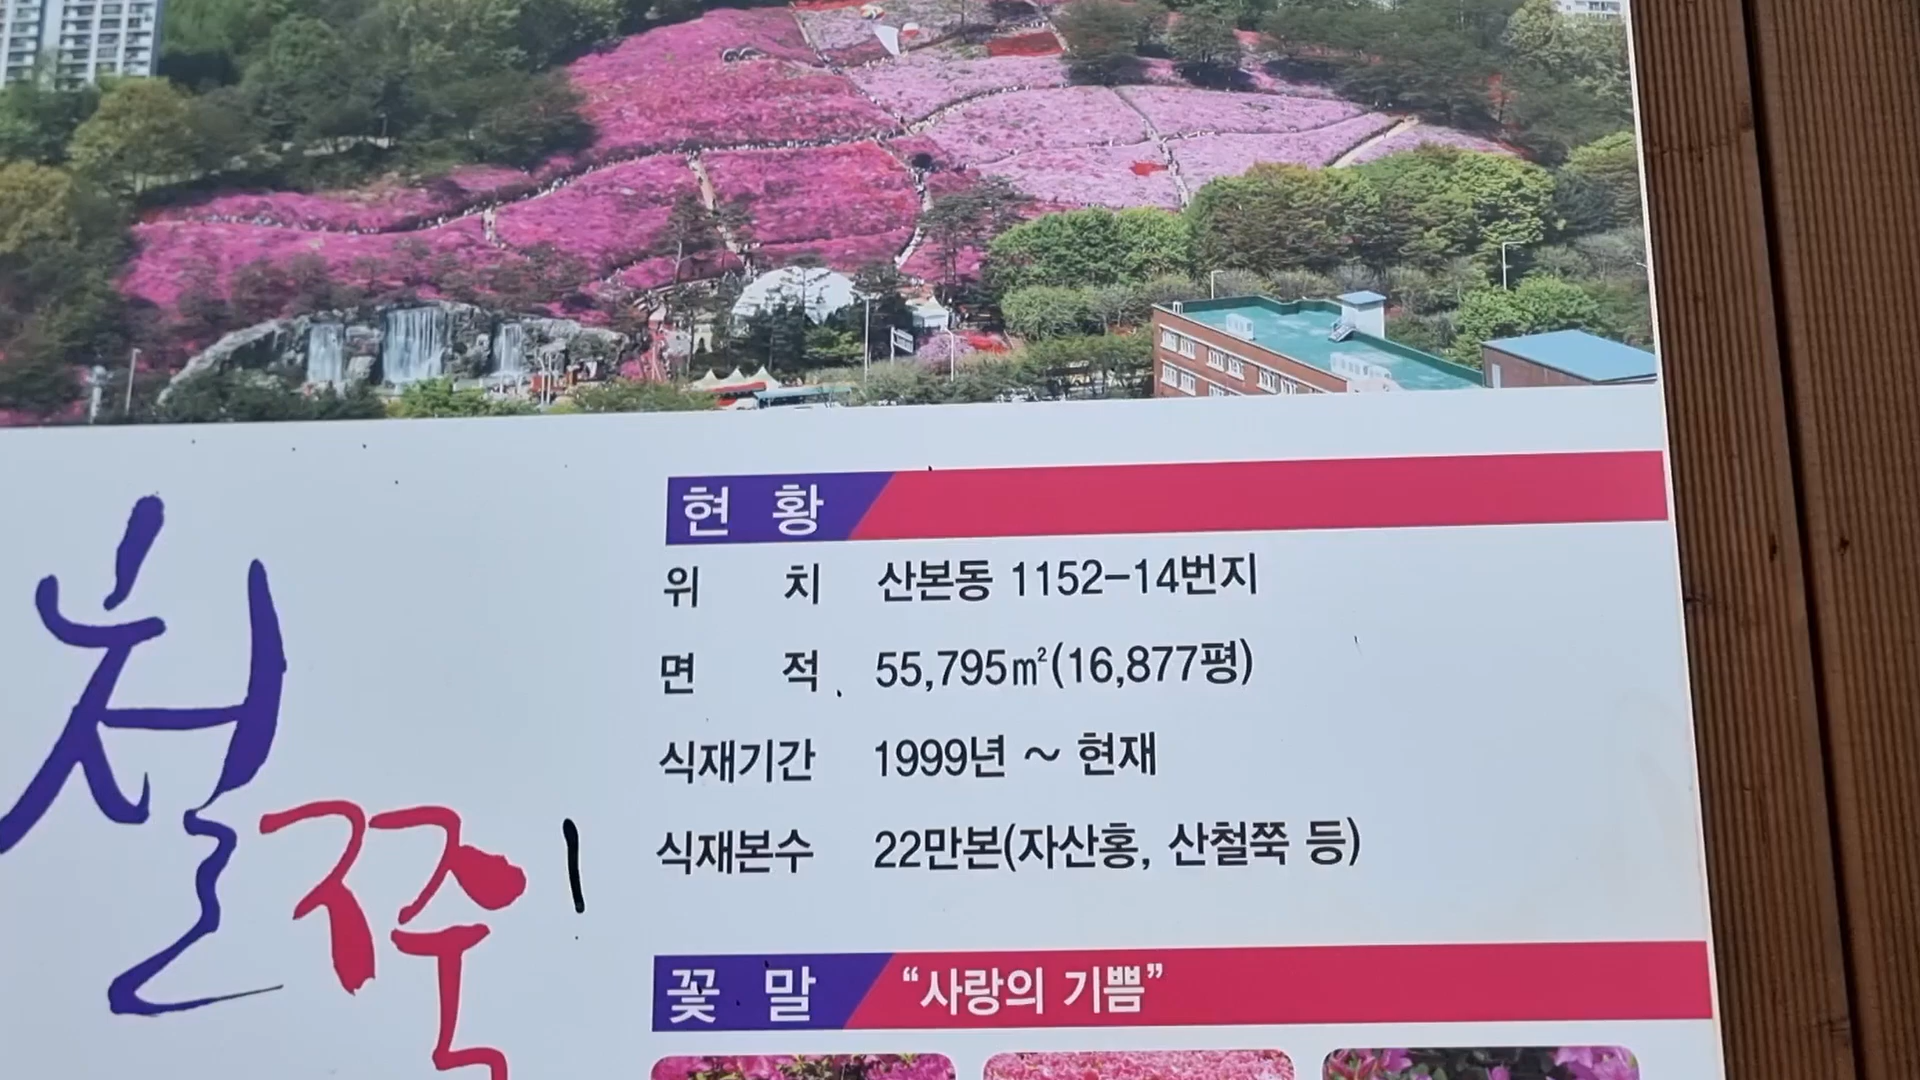 현 황
위 치 산본동 1152-14번지
면 적 55,795㎡(16,877평)
식재기간 1999년 ~ 현재
식재본수 22만본(자산홍, 산철쭉 등)
철쭉
꽃 말 “사랑의 기쁨”